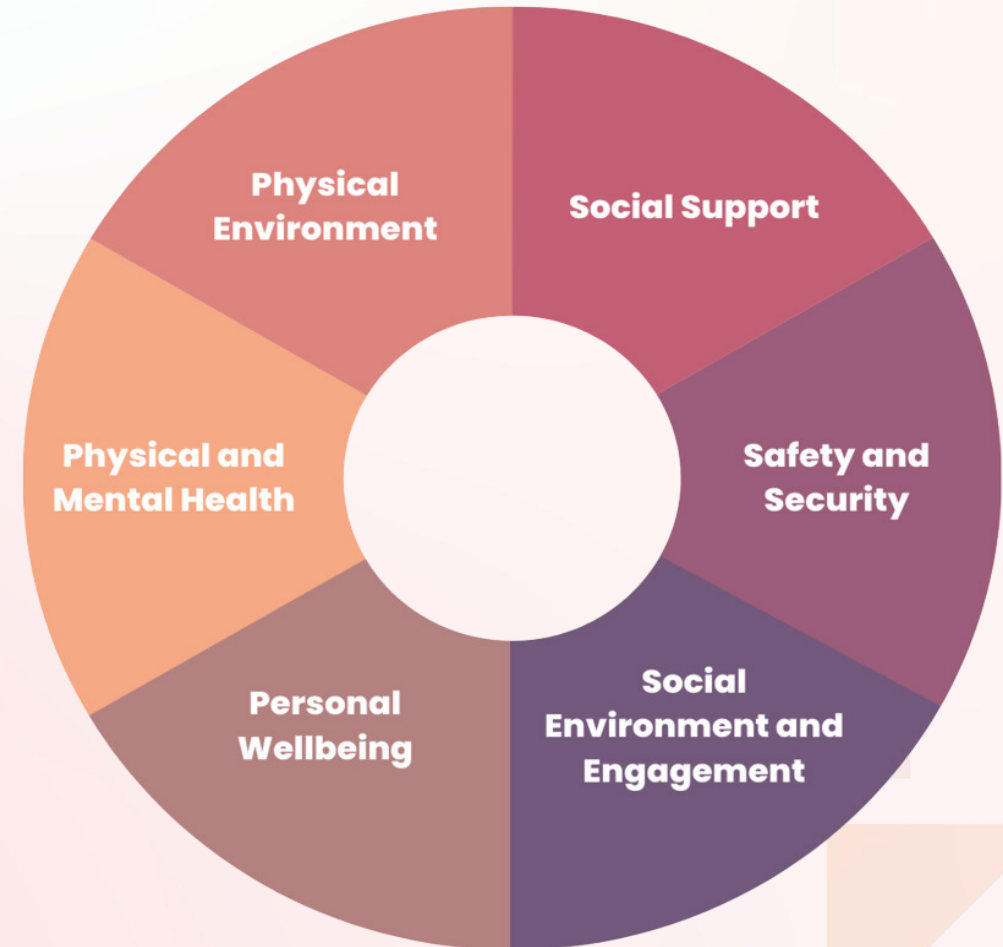 Physical
Environment
Social Support
Physical and
Mental Health
Safety and
Security
Personal
Wellbeing
Social
Environment and
Engagement